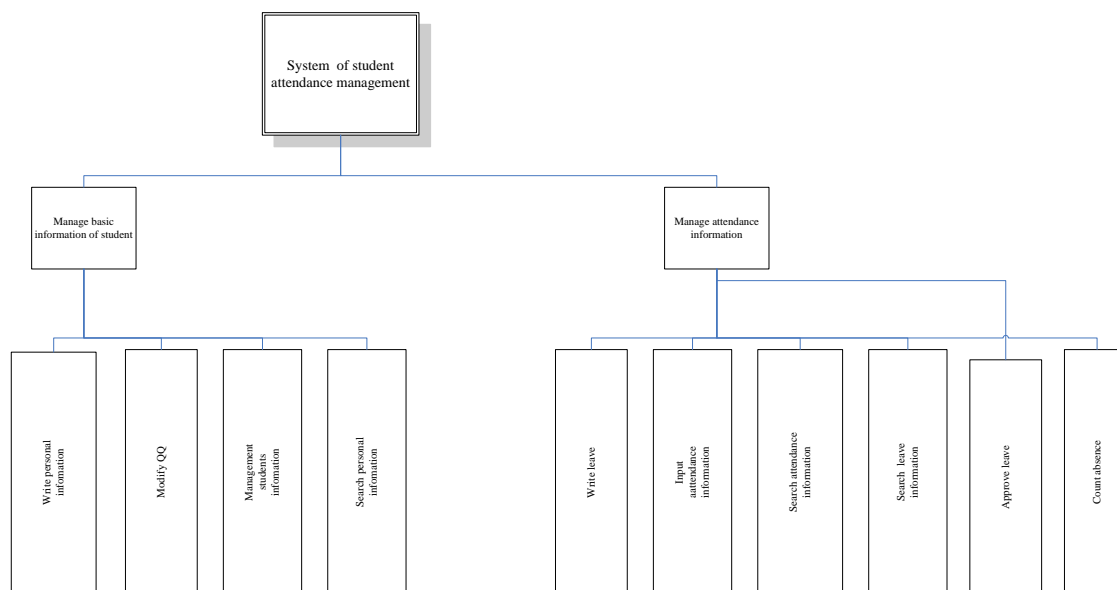 System of student
attendance management
Manage basic
information of student
Manage attendance
information
Write personal
infomation
Modify QQ
Management
students
infomation
Search personal
infomation
Write leave
Input
aattendance
information
Search attendance
information
Search leave
information
Approve leave
Count absence